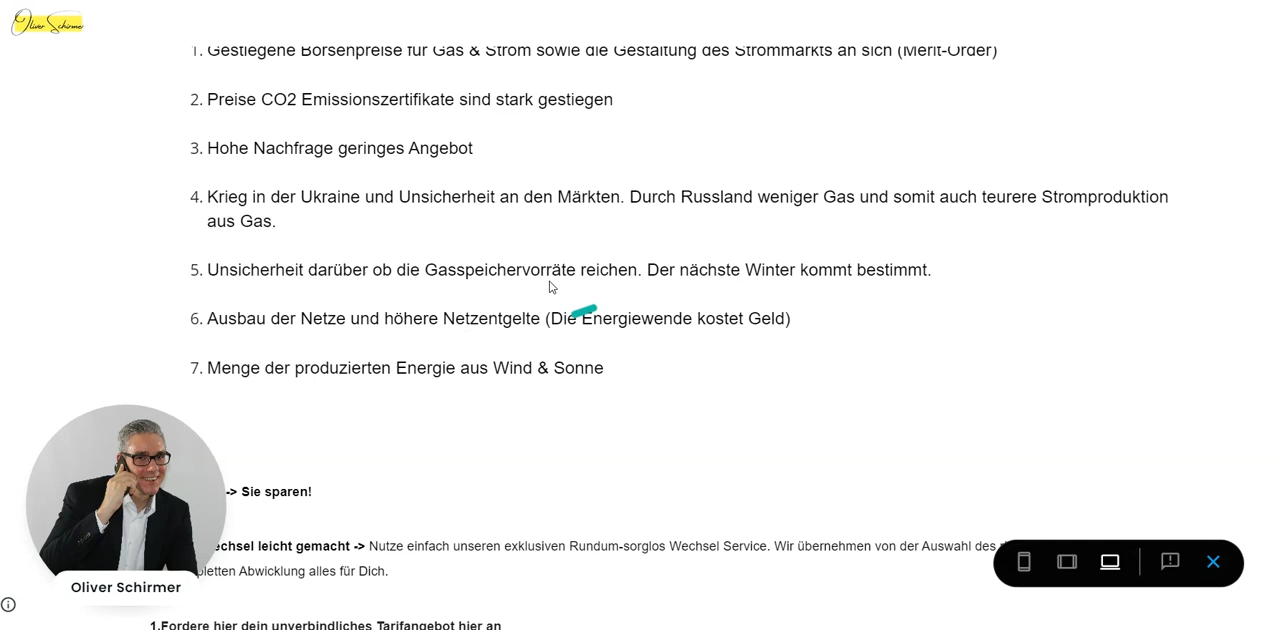 Oliver Schirmer
1. Gestiegene Börsenpreise für Gas & Strom sowie die Gestaltung des Strommarkts an sich (Merit-Order)
2. Preise CO2 Emissionszertifikate sind stark gestiegen
3. Hohe Nachfrage geringes Angebot
4. Krieg in der Ukraine und Unsicherheit an den Märkten. Durch Russland weniger Gas und somit auch teurere Stromproduktion
aus Gas.
5. Unsicherheit darüber ob die Gasspeichervorräte reichen. Der nächste Winter kommt bestimmt.
6. Ausbau der Netze und höhere Netzentgelte (Die Energiewende kostet Geld)
7. Menge der produzierten Energie aus Wind & Sonne
-> Sie sparen!
echsel leicht gemacht -> Nutze einfach unseren exklusiven Rundum-sorglos Wechsel Service. Wir übernehmen von der Auswahl des
pletten Abwicklung alles für Dich.
Oliver Schirmer
1.Fordere hier dein unverbindliches Tarifangebot hier an